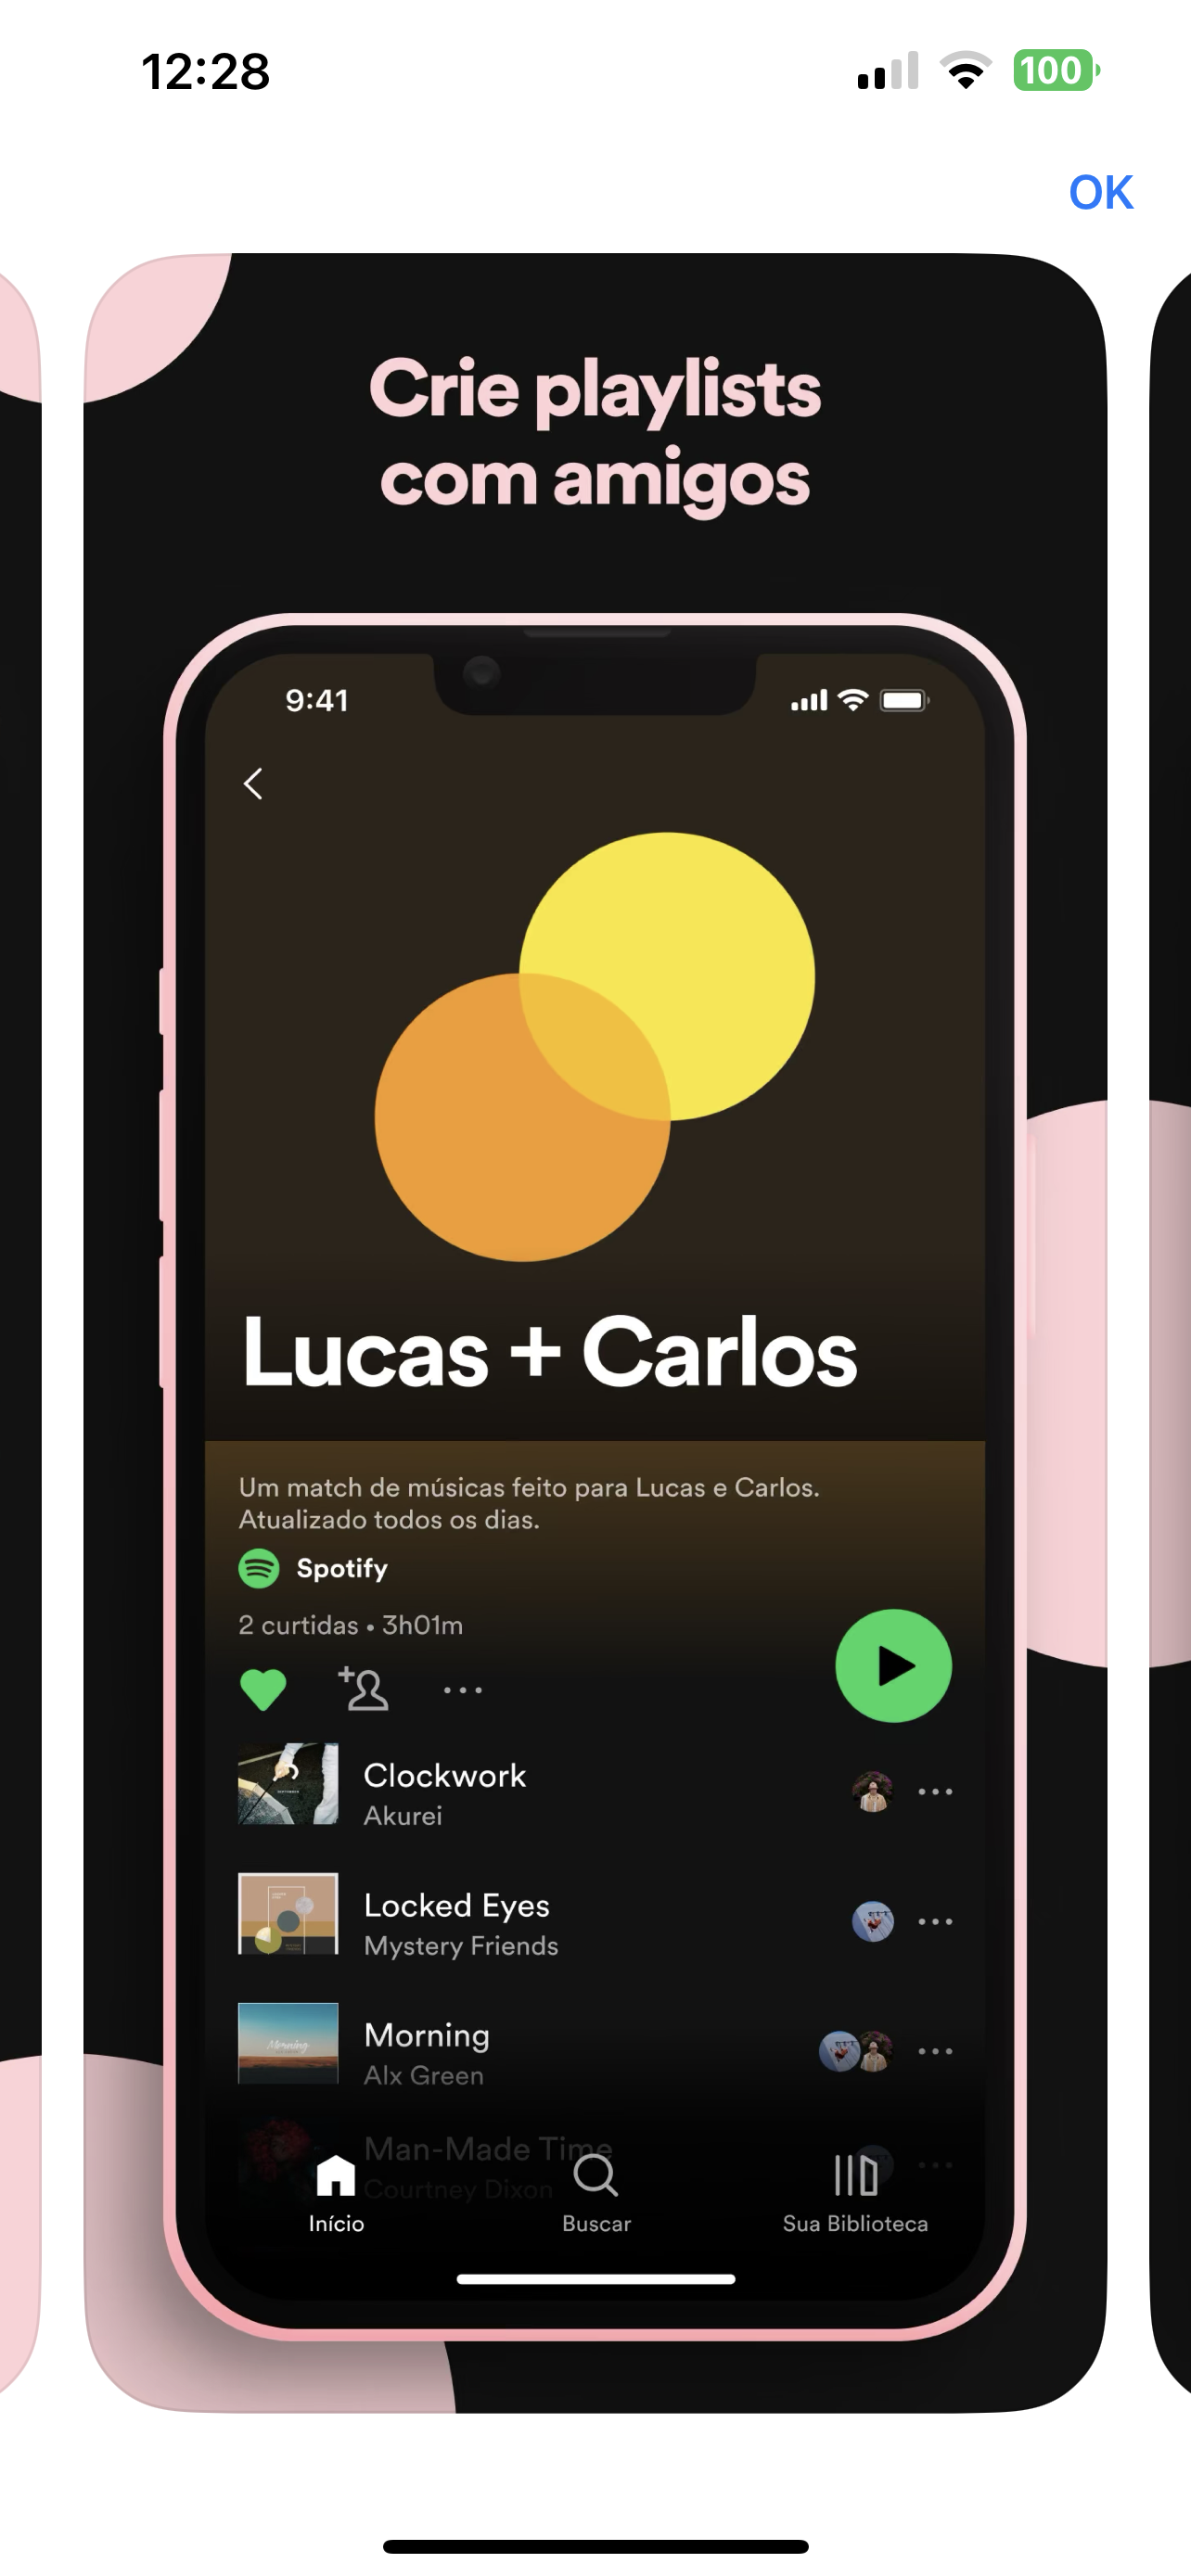 12:28
100
OK
Crie playlists
com amigos
9:41
Lucas + Carlos
Um match de músicas feito para Lucas e Carlos.
Atualizado todos os dias.
Spotify
2 curtidas • 3h01m
Clockwork
Akurei
Locked Eyes
Mystery Friends
Morning
Morning
Alx Green
Man-Made Time
Courtney Dixon
Início
Buscar
Sua Biblioteca